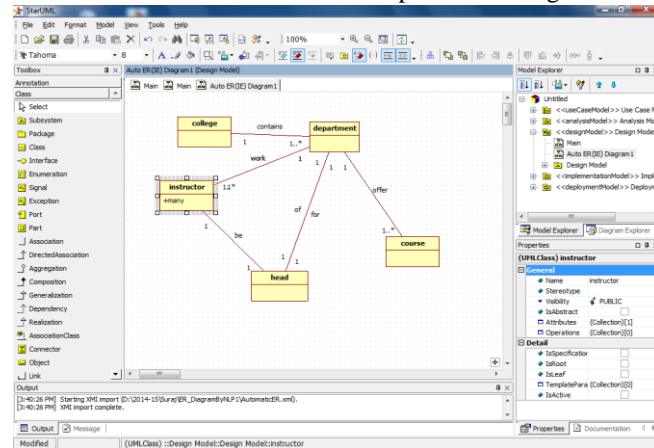 StarUML
File Edit Format Model View Tools Help
100%
Tahoma 8
Toolbox
Auto ER(IE) Diagram1 (Design Model)
Model Explorer
Annotation
Class
Main Main Auto ER(IE) Diagram1
Select
Subsystem
Package
Class
Interface
Enumeration
Signal
Exception
Port
Part
Association
DirectedAssociation
Aggregation
Composition
Generalization
Dependency
Realization
AssociationClass
Connector
Object
Link
college
contains
department
1
1..*
work
1
1
1
1
instructor
+many
offer
of
for
1
be
1..*
course
1
1
1
head
Untitled
<<useCaseModel>> Use Case M
<<analysisModel>> Analysis Mo
<<designModel>> Design Mode
Main
Auto ER(IE) Diagram1
Design Model
<<implementationModel>> Impl
<<deploymentModel>> Deployn
Model Explorer Diagram Explorer
Properties
(UMLClass) instructor
General
Name instructor
Stereotype
Visibility PUBLIC
IsAbstract
Attributes (Collection)[1]
Operations (Collection)[0]
Detail
IsSpecification
IsRoot
IsLeaf
TemplatePara (Collection)[0]
IsActive
Properties Documentation
Output
[3:40:26 PM] Starting XMI import (D:\2014-15\Suraj\ER_DiagramByNLP1\AutomaticER.xml).
[3:40:26 PM] XMI import complete.
Output Message
Modified (UMLClass) ::Design Model::Design Model::instructor